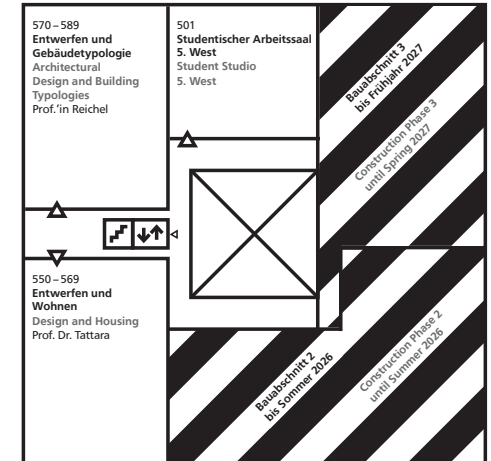 570 – 589
Entwerfen und
Gebäudetypologie
Architectural
Design and Building
Typologies
Prof.'in Reichel
501
Studentischer Arbeitssaal
5. West
Student Studio
5. West
Bauabschnitt 3
bis Frühjahr 2027
Construction Phase 3
until Spring 2027
550 – 569
Entwerfen und
Wohnen
Design and Housing
Prof. Dr. Tattara
Bauabschnitt 2
bis Sommer 2026
Construction Phase 2
until Summer 2026